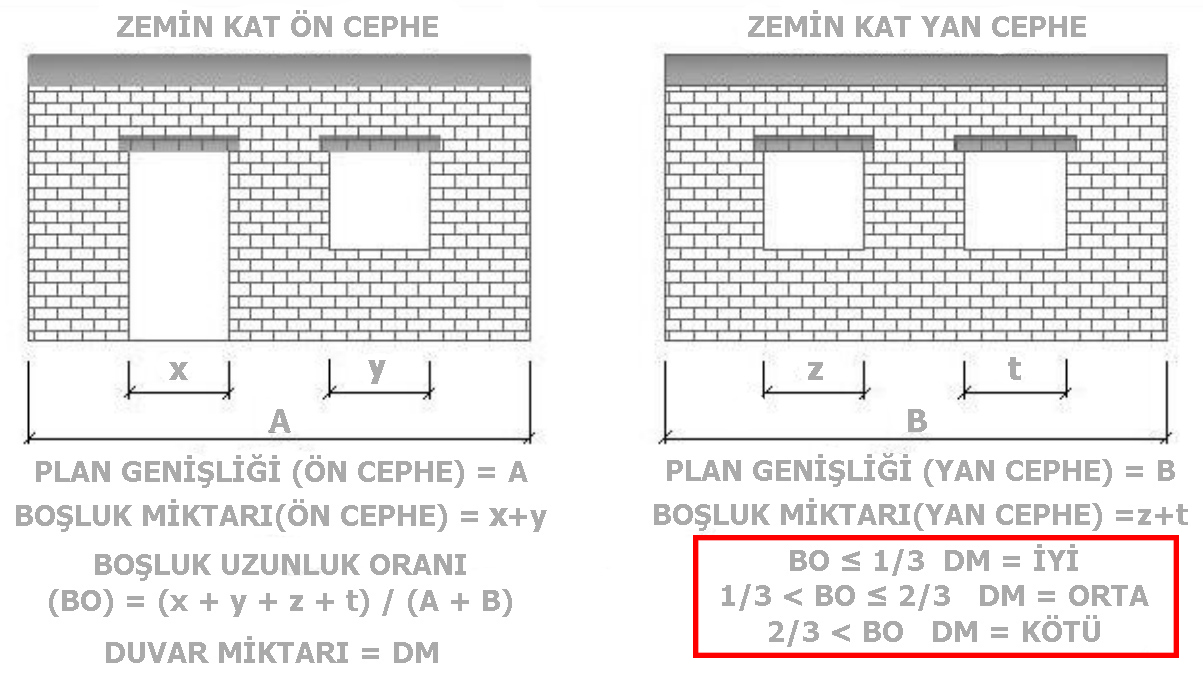 ZEMİN KAT ÖN CEPHE
x
y
A
PLAN GENİŞLİĞİ (ÖN CEPHE) = A
BOŞLUK MİKTARI(ÖN CEPHE) = x+y
BOŞLUK UZUNLUK ORANI
(BO) = (x + y + z + t) / (A + B)
DUVAR MİKTARI = DM
ZEMİN KAT YAN CEPHE
z
t
B
PLAN GENİŞLİĞİ (YAN CEPHE) = B
BOŞLUK MİKTARI(YAN CEPHE) =z+t
BO ≤ 1/3 DM = İYİ
1/3 < BO ≤ 2/3 DM = ORTA
2/3 < BO DM = KÖTÜ